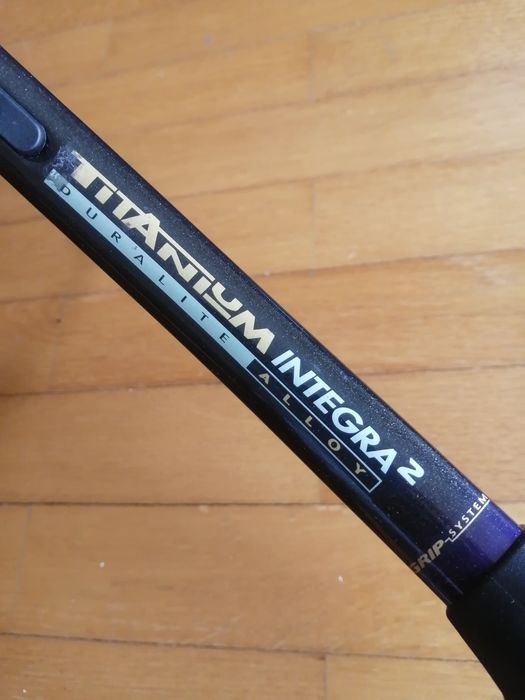 TITANIUM INTEGRA 2
DURALITE ALLOY
GRIP SYSTEM